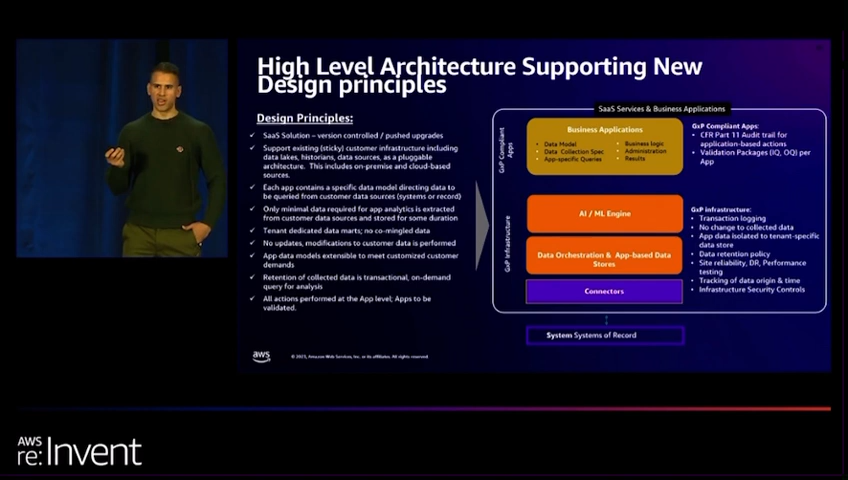 High Level Architecture Supporting New
Design principles
Design Principles:
✓ SaaS Solution – version controlled / pushed upgrades
✓ Support existing (sticky) customer infrastructure including
data lakes, historians, data sources, as a pluggable
architecture. This includes on-premise and cloud-based
sources.
✓ Each app contains a specific data model directing data to
be queried from customer data sources (systems or record)
✓ Only minimal data required for app analytics is extracted
from customer data sources and stored for some duration
✓ Tenant dedicated data marts; no co-mingled data
✓ No updates, modifications to customer data is performed
✓ App data models extensible to meet customized customer
demands
✓ Retention of collected data is transactional, on-demand
query for analysis
✓ All actions performed at the App level; Apps to be
validated.
SaaS Services & Business Applications
GxP Compliant
Apps
Business Applications
• Data Model
• Data Collection Spec
• App-specific Queries
• Business logic
• Administration
• Results
GxP Compliant Apps:
• CFR Part 11 Audit trail for
application-based actions
• Validation Packages (IQ, OQ) per
App
GxP Infrastructure
AI / ML Engine
Data Orchestration & App-based Data
Stores
Connectors
GxP infrastructure:
• Transaction logging
• No change to collected data
• App data isolated to tenant-specific
data store
• Data retention policy
• Site reliability, DR, Performance
testing
• Tracking of data origin & time
• Infrastructure Security Controls
System Systems of Record
aws
© 2023, Amazon Web Services, Inc. or its affiliates. All rights reserved.
AWS
re:Invent